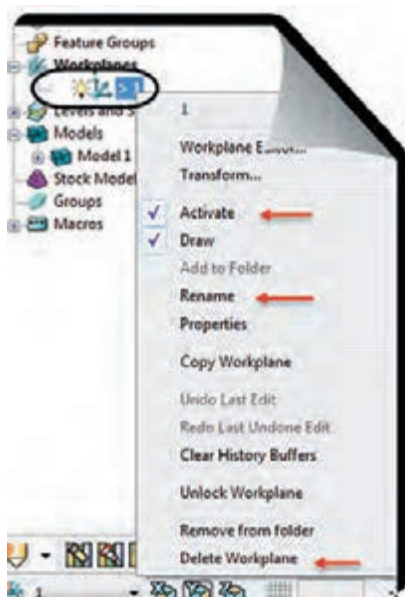 Feature Groups
Workplanes
> 1
Levels and S
Models
Model 1
Stock Model
Groups
Macros
1
Workplane E
Transform...
Activate
Draw
Add to Folder
Rename
Properties
Copy Workplane
Undo Last Edit
Redo Last Undone Edit
Clear History Buffers
Unlock Workplane
Remove from folder
Delete Workplane
1